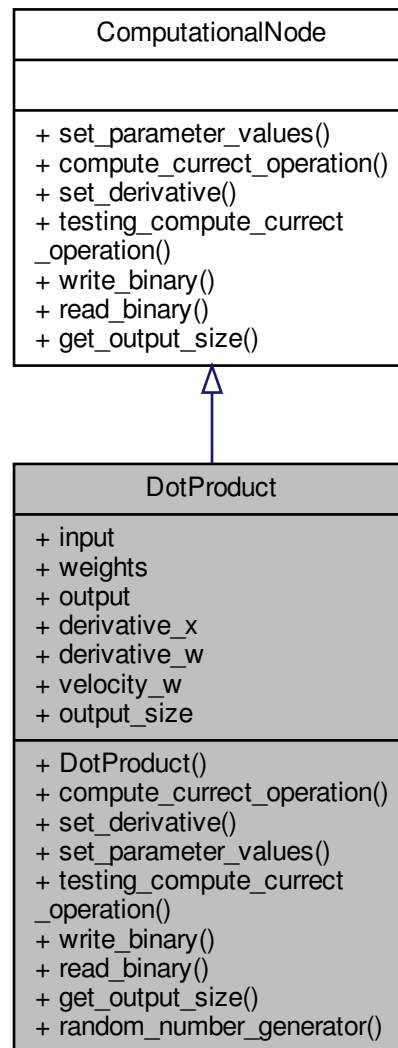 ComputationalNode
+ set_parameter_values()
+ compute_currect_operation()
+ set_derivative()
+ testing_compute_currect
_operation()
+ write_binary()
+ read_binary()
+ get_output_size()
DotProduct
+ input
+ weights
+ output
+ derivative_x
+ derivative_w
+ velocity_w
+ output_size
+ DotProduct()
+ compute_currect_operation()
+ set_derivative()
+ set_parameter_values()
+ testing_compute_currect
_operation()
+ write_binary()
+ read_binary()
+ get_output_size()
+ random_number_generator()